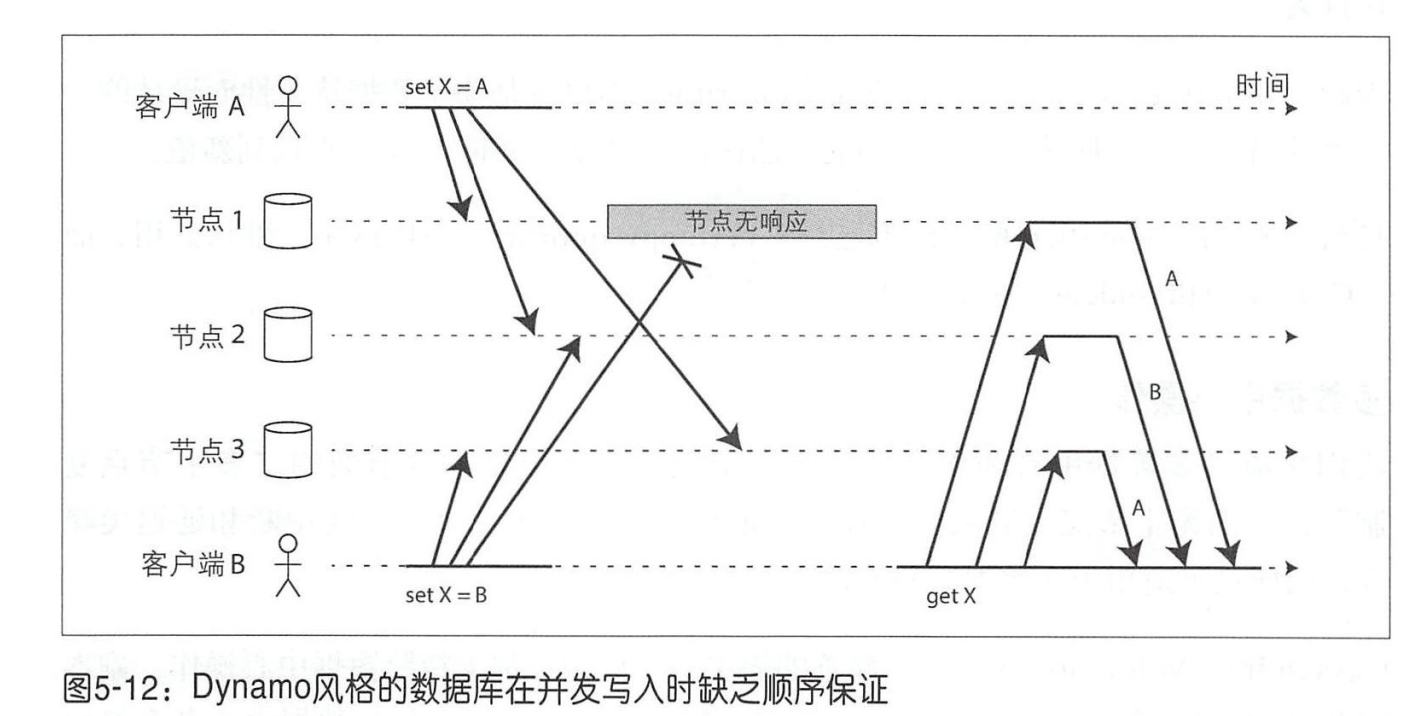 set X = A
时间
客户端 A
节点 1
节点无响应
A
节点 2
B
节点 3
A
客户端 B
set X = B
get X
图5-12：Dynamo风格的数据库在并发写入时缺乏顺序保证